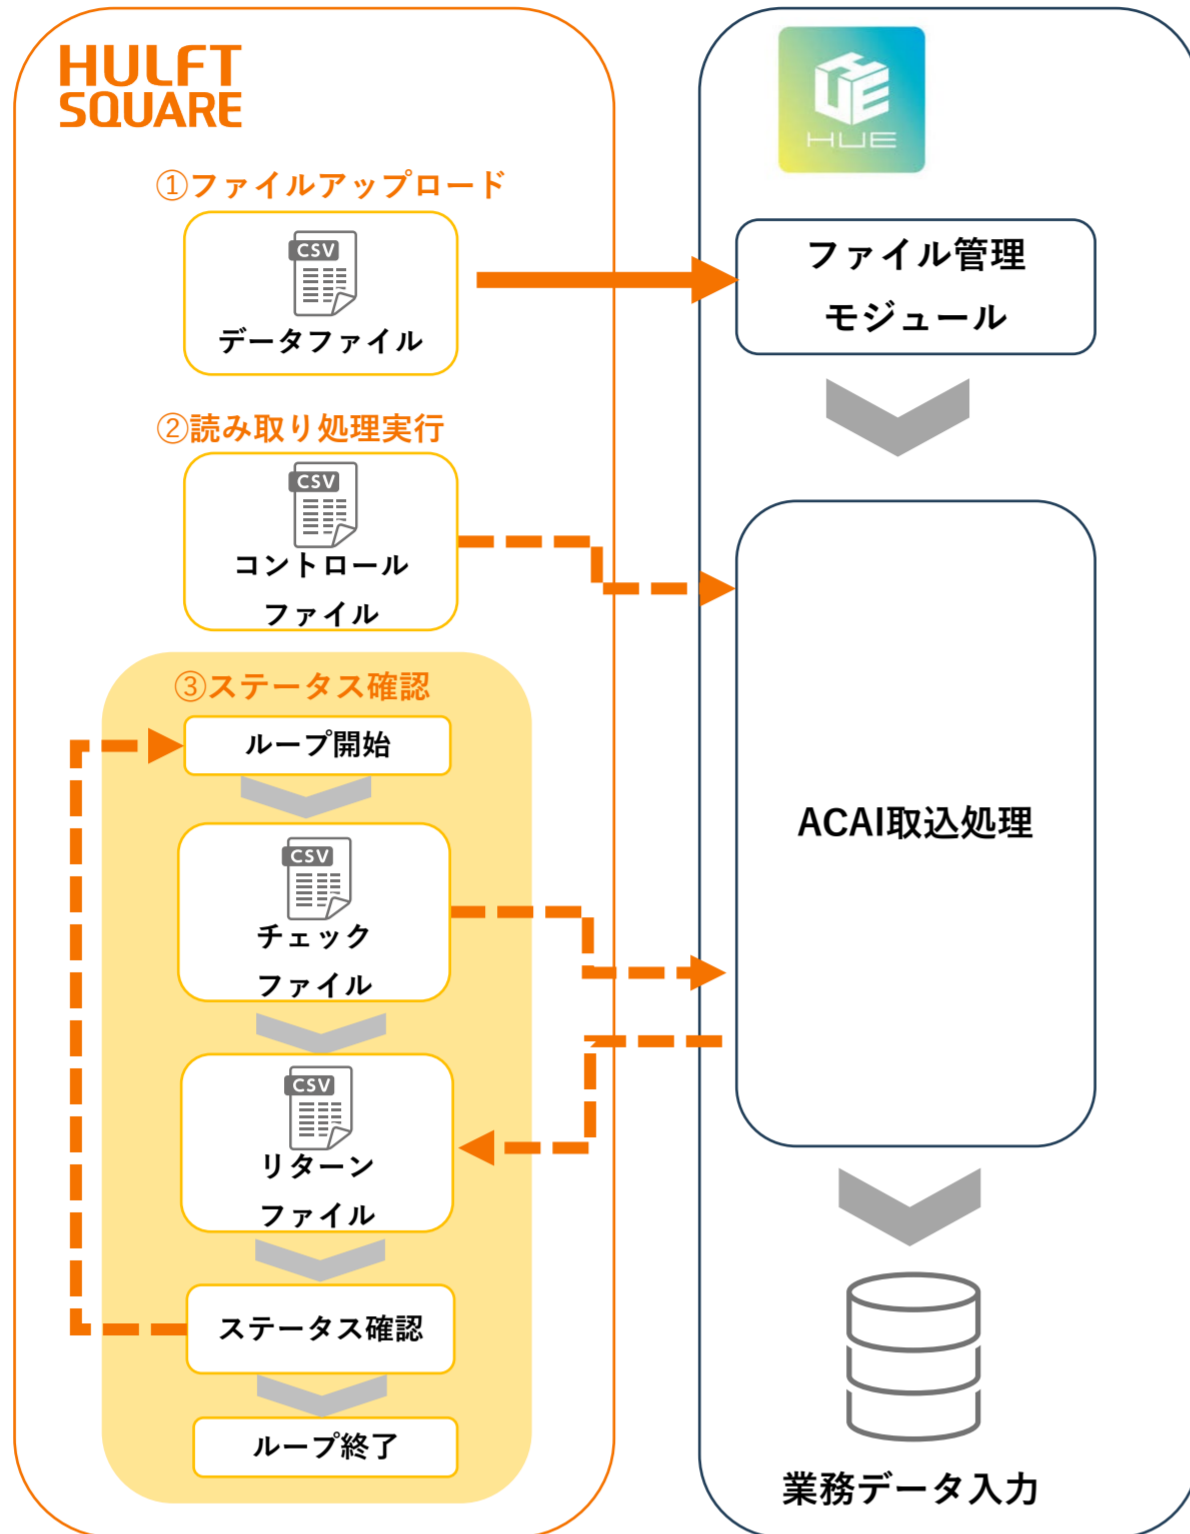 HULFT
SQUARE
①ファイルアップロード
CSV
データファイル
②読み取り処理実行
CSV
コントロール
ファイル
③ステータス確認
ループ開始
CSV
チェック
ファイル
CSV
リターン
ファイル
ステータス確認
ループ終了
HUE
HUE
ファイル管理
モジュール
ACAI取込処理
業務データ入力